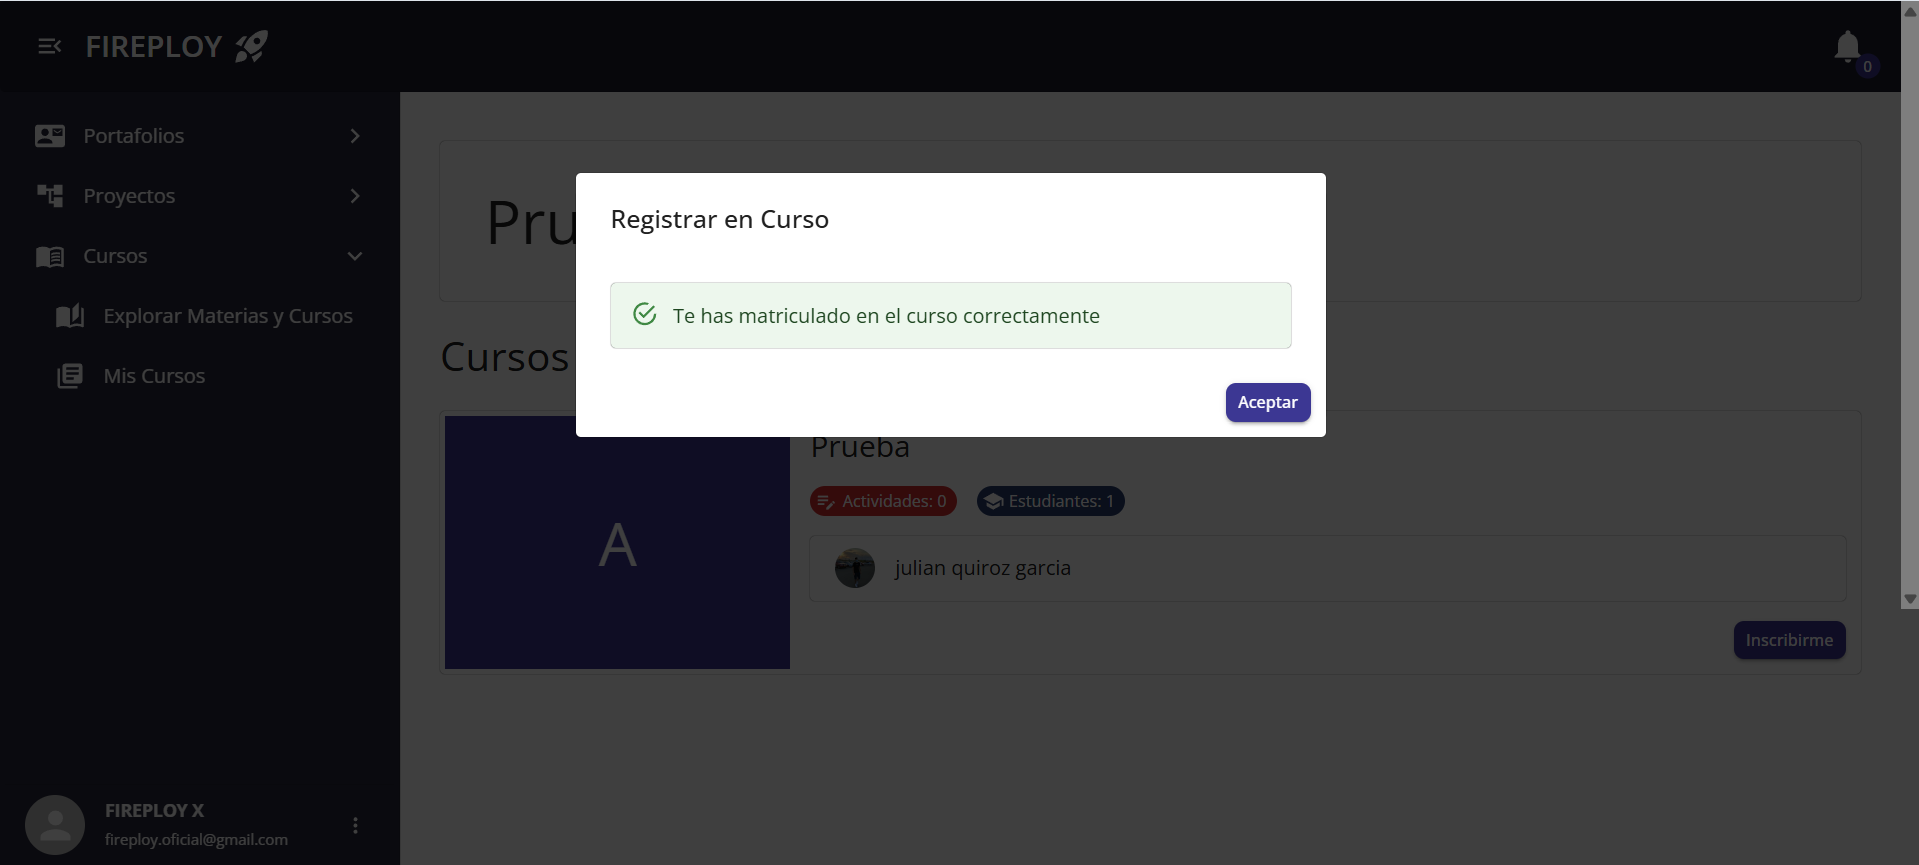 FIREPLOY
0
Portafolios
Proyectos
Cursos
Explorar Materias y Cursos
Mis Cursos
FIREPLOY X
fireploy.oficial@gmail.com
Pru
Registrar en Curso
Te has matriculado en el curso correctamente
Aceptar
Cursos
A
Prueba
Actividades: 0
Estudiantes: 1
julian quiroz garcia
Inscribirme